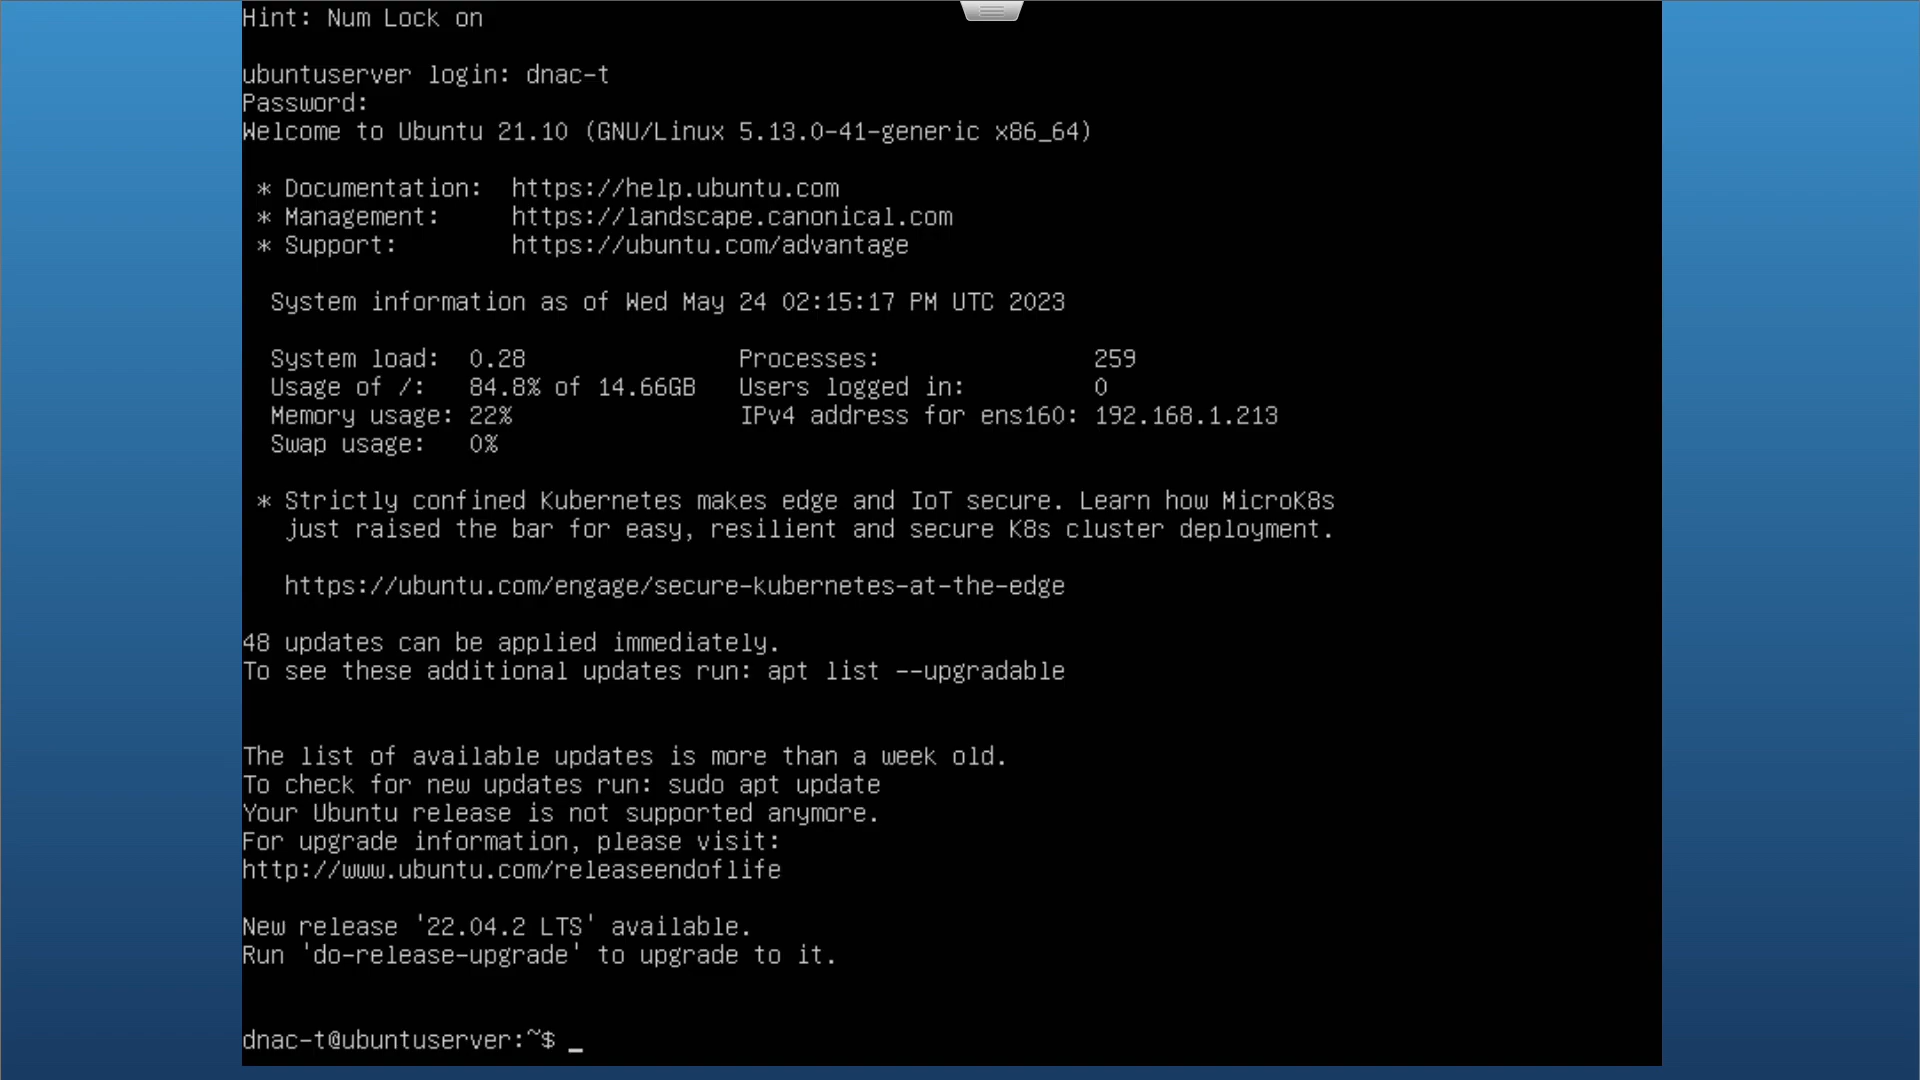 Hint: Num Lock on
ubuntuserver login: dnac-t
Password:
Welcome to Ubuntu 21.10 (GNU/Linux 5.13.0-41-generic x86_64)
* Documentation:  https://help.ubuntu.com
* Management:     https://landscape.canonical.com
* Support:        https://ubuntu.com/advantage
System information as of Wed May 24 02:15:17 PM UTC 2023
System load:  0.28               Processes:               259
Usage of /:   84.8% of 14.66GB   Users logged in:         0
Memory usage: 22%                IPv4 address for ens160: 192.168.1.213
Swap usage:   0%
* Strictly confined Kubernetes makes edge and IoT secure. Learn how MicroK8s
just raised the bar for easy, resilient and secure K8s cluster deployment.
https://ubuntu.com/engage/secure-kubernetes-at-the-edge
48 updates can be applied immediately.
To see these additional updates run: apt list --upgradable
The list of available updates is more than a week old.
To check for new updates run: sudo apt update
Your Ubuntu release is not supported anymore.
For upgrade information, please visit:
http://www.ubuntu.com/releaseendoflife
New release '22.04.2 LTS' available.
Run 'do-release-upgrade' to upgrade to it.
dnac-t@ubuntuserver:~$ _